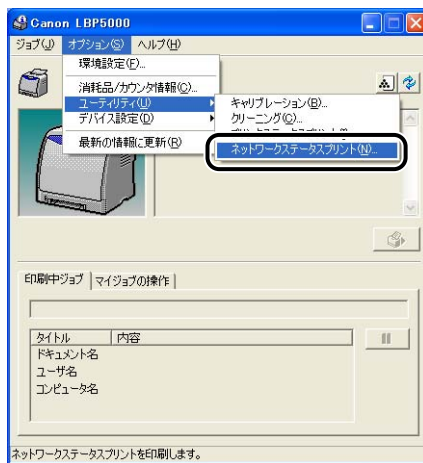 Canon LBP5000
ジョブ(J) オプション(S) ヘルプ(H)
環境設定(F)...
消耗品/カウンタ情報(C)...
ユーティリティ(U)
デバイス設定(D)
最新の情報に更新(R)
キャリブレーション(B)...
クリーニング(G)...
ネットワークステータスプリント(N)...
印刷中ジョブ マイジョブの操作
タイトル 内容
ドキュメント名
ユーザ名
コンピュータ名
ネットワークステータスプリントを印刷します。